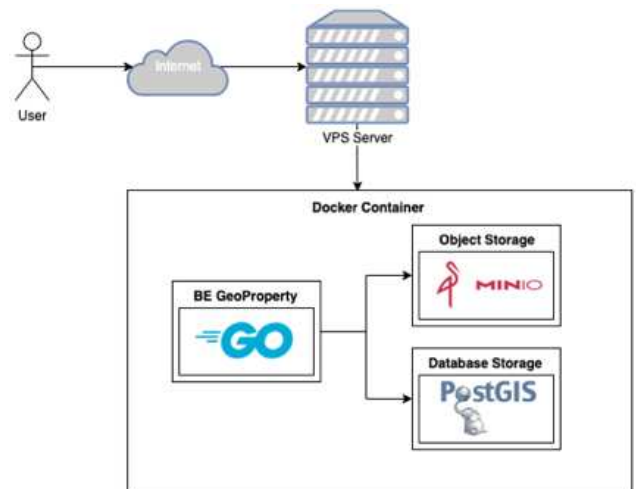 User
Internet
VPS Server
Docker Container
BE GeoProperty
GO
Object Storage
MINIO
Database Storage
PostGIS